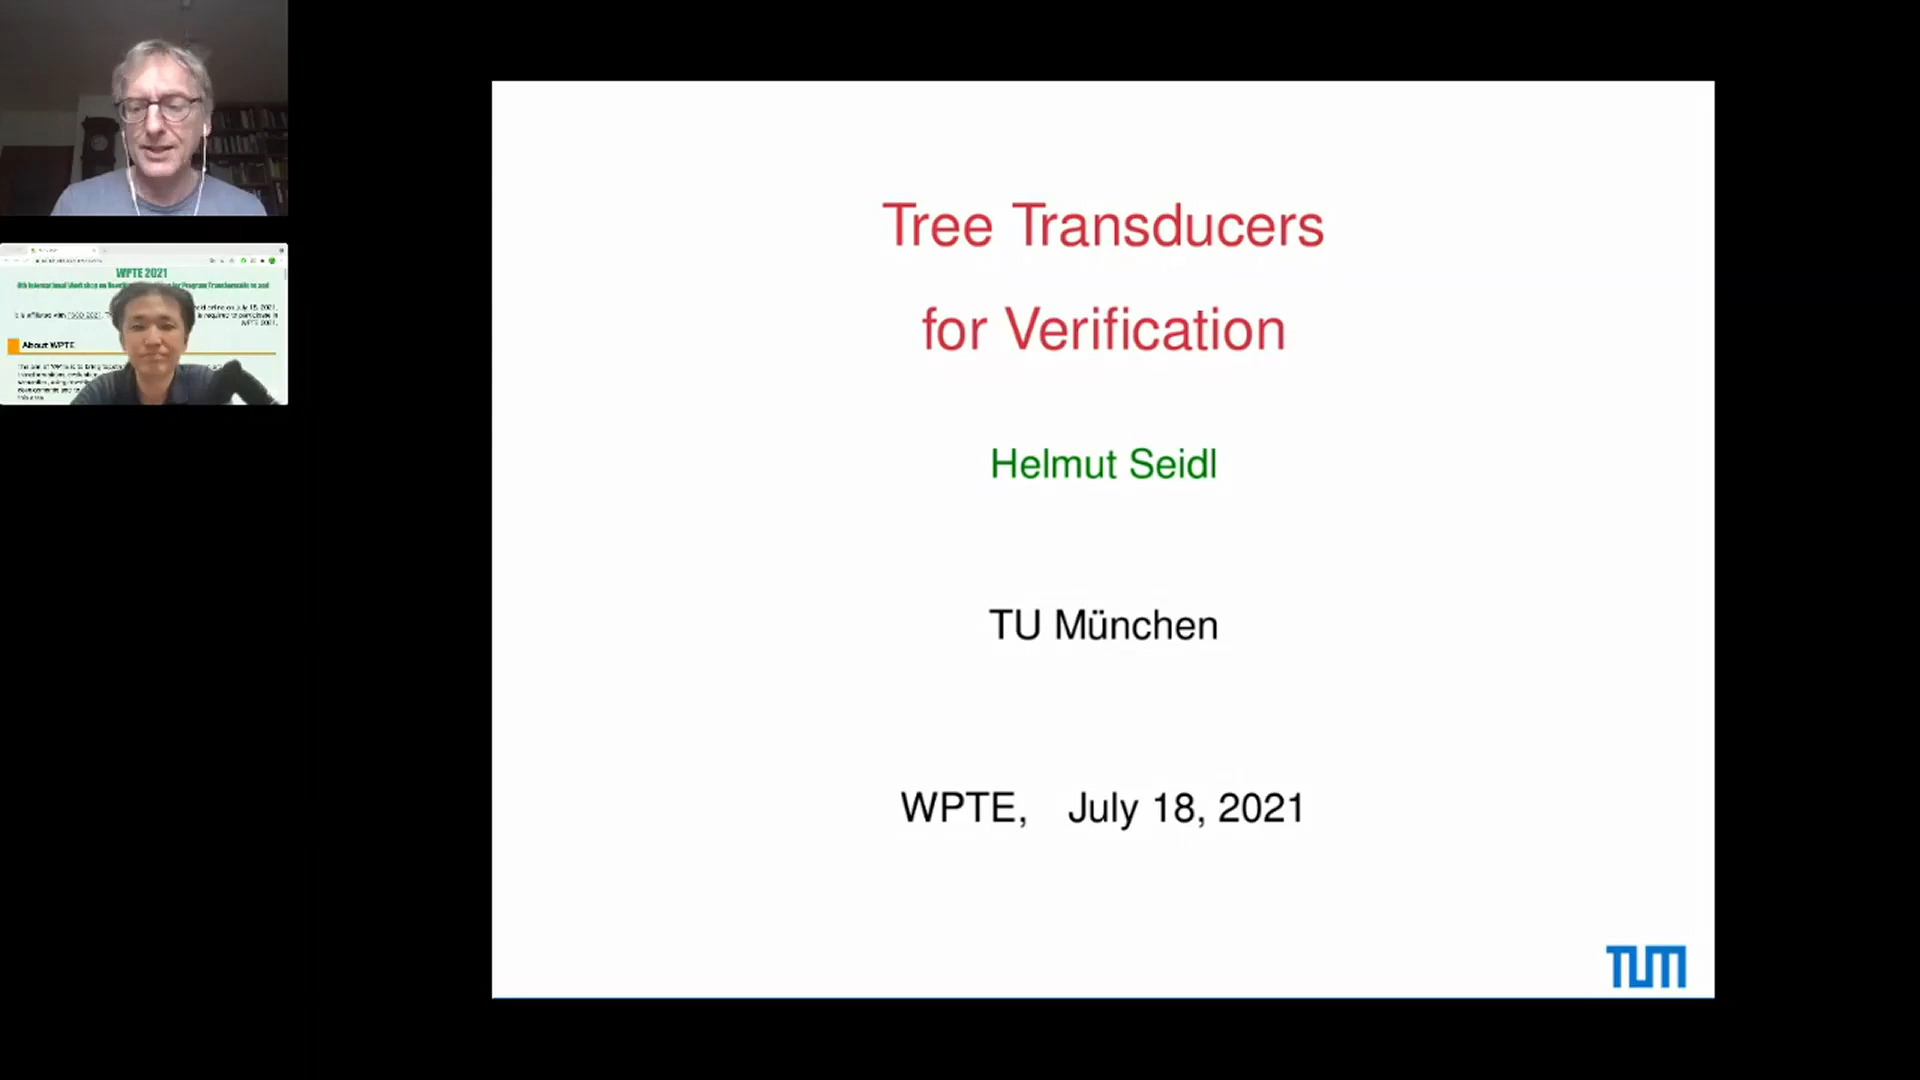 Tree Transducers
for Verification
Helmut Seidl
TU München
WPTE, July 18, 2021
TUM
WPTE 2021
About WPTE